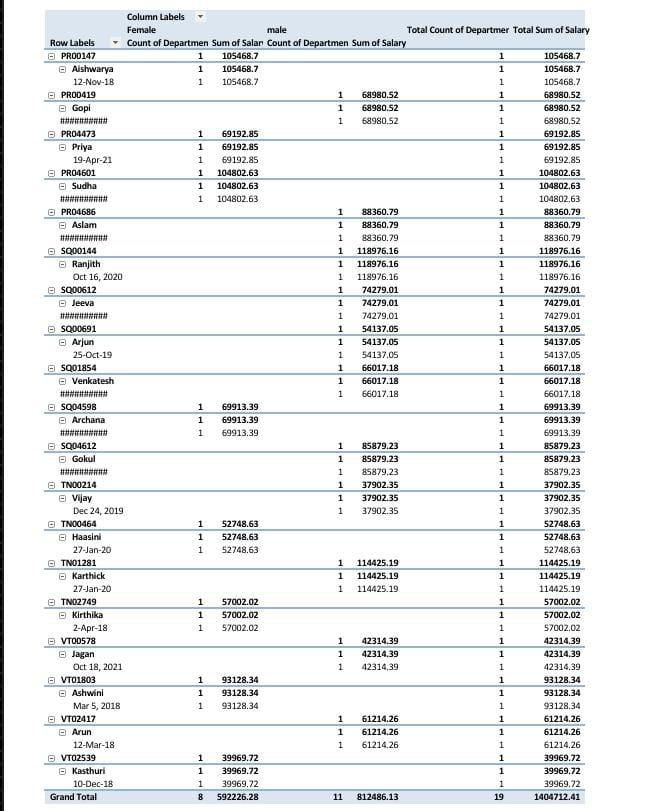 Column Labels
Female male Total Count of Departmer Total Sum of Salary
Row Labels Count of Departmen Sum of Salar Count of Departmen Sum of Salary
PR00147 1 105468.7 1 105468.7
Aishwarya 1 105468.7 1 105468.7
12-Nov-18 1 105468.7 1 105468.7
PR00419 1 68980.52 1 68980.52
Gopi 1 68980.52 1 68980.52
########## 1 68980.52 1 68980.52
PR04473 1 69192.85 1 69192.85
Priya 1 69192.85 1 69192.85
19-Apr-21 1 69192.85 1 69192.85
PR04601 1 104802.63 1 104802.63
Sudha 1 104802.63 1 104802.63
########## 1 104802.63 1 104802.63
PR04686 1 88360.79 1 88360.79
Aslam 1 88360.79 1 88360.79
########## 1 88360.79 1 88360.79
SQ00144 1 118976.16 1 118976.16
Ranjith 1 118976.16 1 118976.16
Oct 16, 2020 1 118976.16 1 118976.16
SQ00612 1 74279.01 1 74279.01
Jeeva 1 74279.01 1 74279.01
########## 1 74279.01 1 74279.01
SQ00691 1 54137.05 1 54137.05
Arjun 1 54137.05 1 54137.05
25-Oct-19 1 54137.05 1 54137.05
SQ01854 1 66017.18 1 66017.18
Venkatesh 1 66017.18 1 66017.18
########## 1 66017.18 1 66017.18
SQ04598 1 69913.39 1 69913.39
Archana 1 69913.39 1 69913.39
########## 1 69913.39 1 69913.39
SQ04612 1 85879.23 1 85879.23
Gokul 1 85879.23 1 85879.23
########## 1 85879.23 1 85879.23
TN00214 1 37902.35 1 37902.35
Vijay 1 37902.35 1 37902.35
Dec 24, 2019 1 37902.35 1 37902.35
TN00464 1 52748.63 1 52748.63
Haasini 1 52748.63 1 52748.63
27-Jan-20 1 52748.63 1 52748.63
TN01281 1 114425.19 1 114425.19
Karthick 1 114425.19 1 114425.19
27-Jan-20 1 114425.19 1 114425.19
TN02749 1 57002.02 1 57002.02
Kirthika 1 57002.02 1 57002.02
2-Apr-18 1 57002.02 1 57002.02
VT00578 1 42314.39 1 42314.39
Jagan 1 42314.39 1 42314.39
Oct 18, 2021 1 42314.39 1 42314.39
VT01803 1 93128.34 1 93128.34
Ashwini 1 93128.34 1 93128.34
Mar 5, 2018 1 93128.34 1 93128.34
VT02417 1 61214.26 1 61214.26
Arun 1 61214.26 1 61214.26
12-Mar-18 1 61214.26 1 61214.26
VT02539 1 39969.72 1 39969.72
Kasthuri 1 39969.72 1 39969.72
10-Dec-18 1 39969.72 1 39969.72
Grand Total 8 592226.28 11 812486.13 19 1404712.41